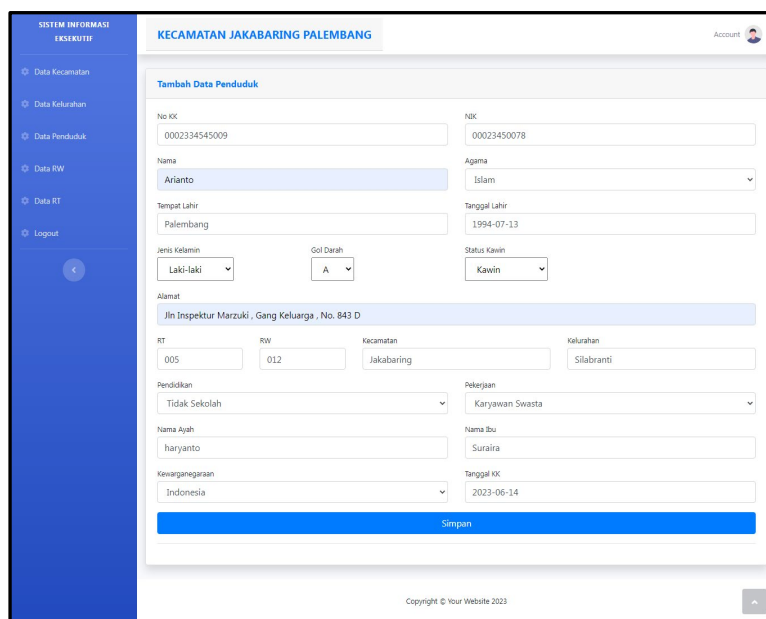 SISTEM INFORMASI
EKSEKUTIF
Data Kecamatan
Data Kelurahan
Data Penduduk
Data RW
Data RT
Logout
KECAMATAN JAKABARING PALEMBANG
Account
Tambah Data Penduduk
No KK NIK
0002334545009 00023450078
Nama Agama
Arianto Islam
Tempat Lahir Tanggal Lahir
Palembang 1994-07-13
Jenis Kelamin Gol Darah Status Kawin
Laki-laki A Kawin
Alamat
Jln Inspektur Marzuki , Gang Keluarga , No. 843 D
RT RW Kecamatan Kelurahan
005 012 Jakabaring Silabranti
Pendidikan Pekerjaan
Tidak Sekolah Karyawan Swasta
Nama Ayah Nama Ibu
haryanto Suraira
Kewarganegaraan Tanggal KK
Indonesia 2023-06-14
Simpan
Copyright © Your Website 2023